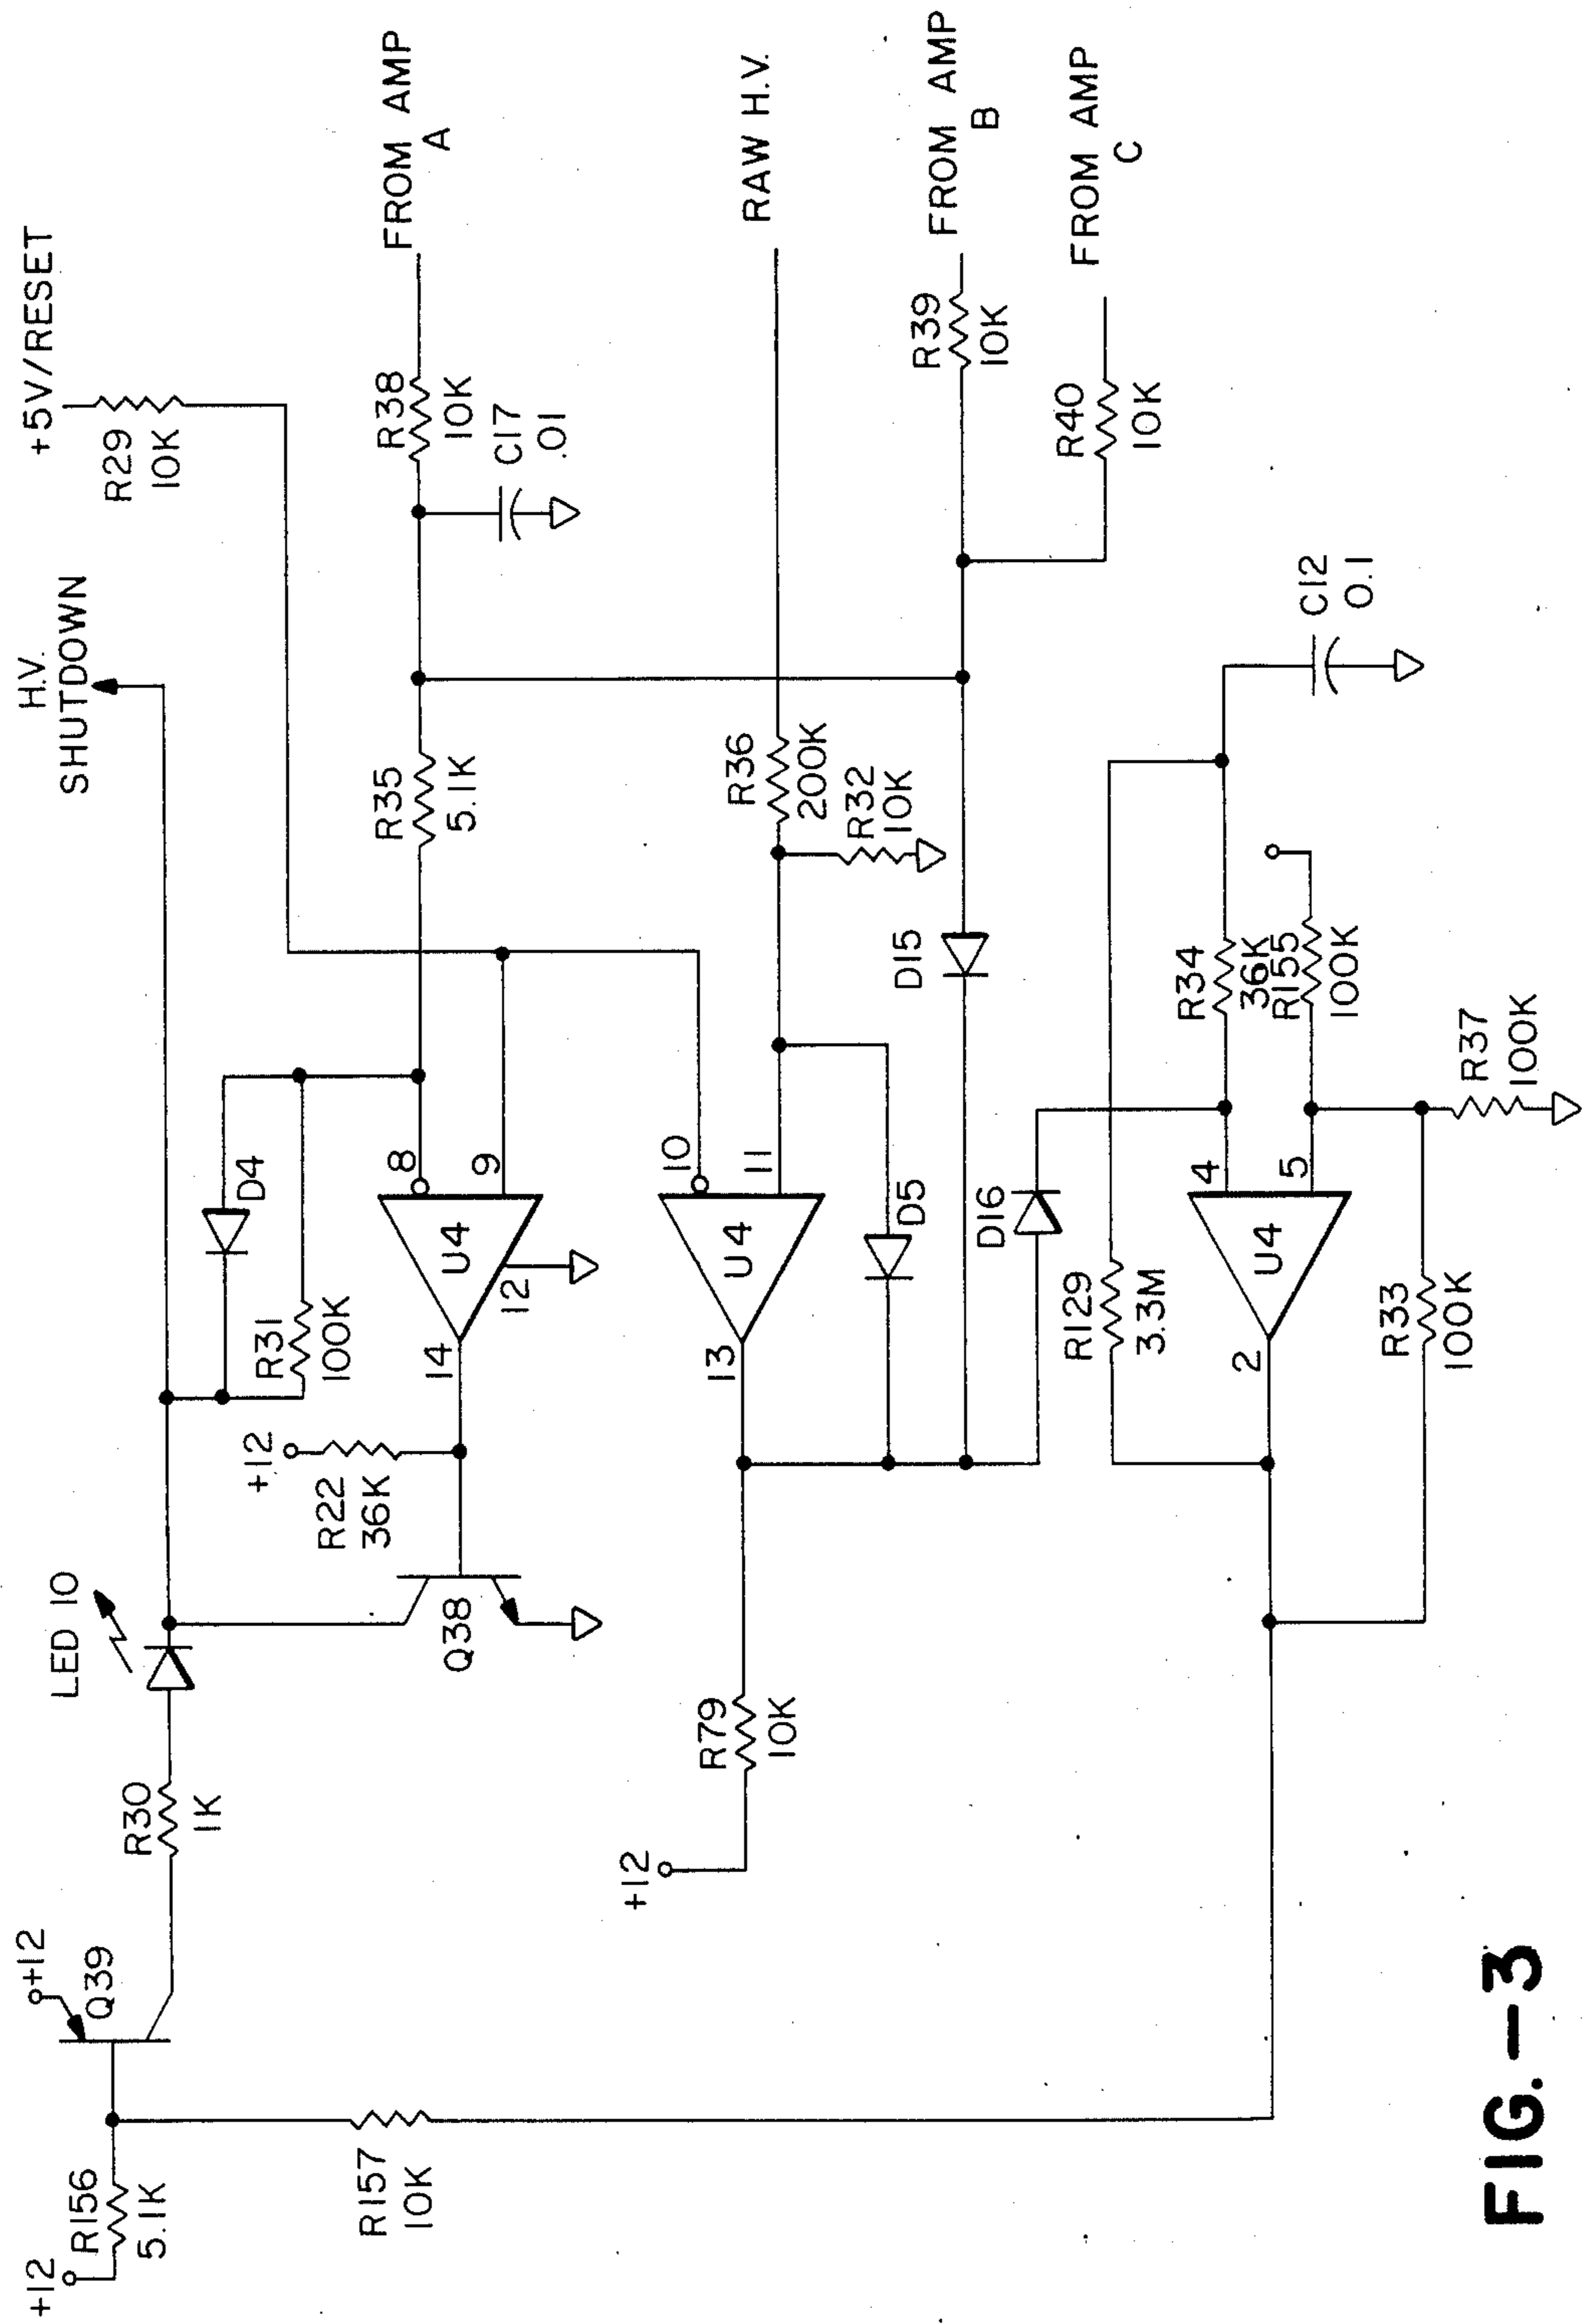 +12
R156
5.1K
R157
10K
+12
Q39
R30
1K
LED 10
H.V.
SHUTDOWN
+5V/RESET
R29
10K
+12
R22
36K
Q38
R31
100K
D4
14
U4
12
8
9
R35
5.1K
R38
10K
C17
.01
FROM AMP
A
+12
R79
10K
13
U4
10
11
D5
R36
200K
R32
10K
RAW H.V.
D15
R39
10K
FROM AMP
B
R40
10K
FROM AMP
C
D16
R129
3.3M
2
U4
4
5
R34
36K
R155
100K
C12
0.1
R33
100K
R37
100K
FIG.-3